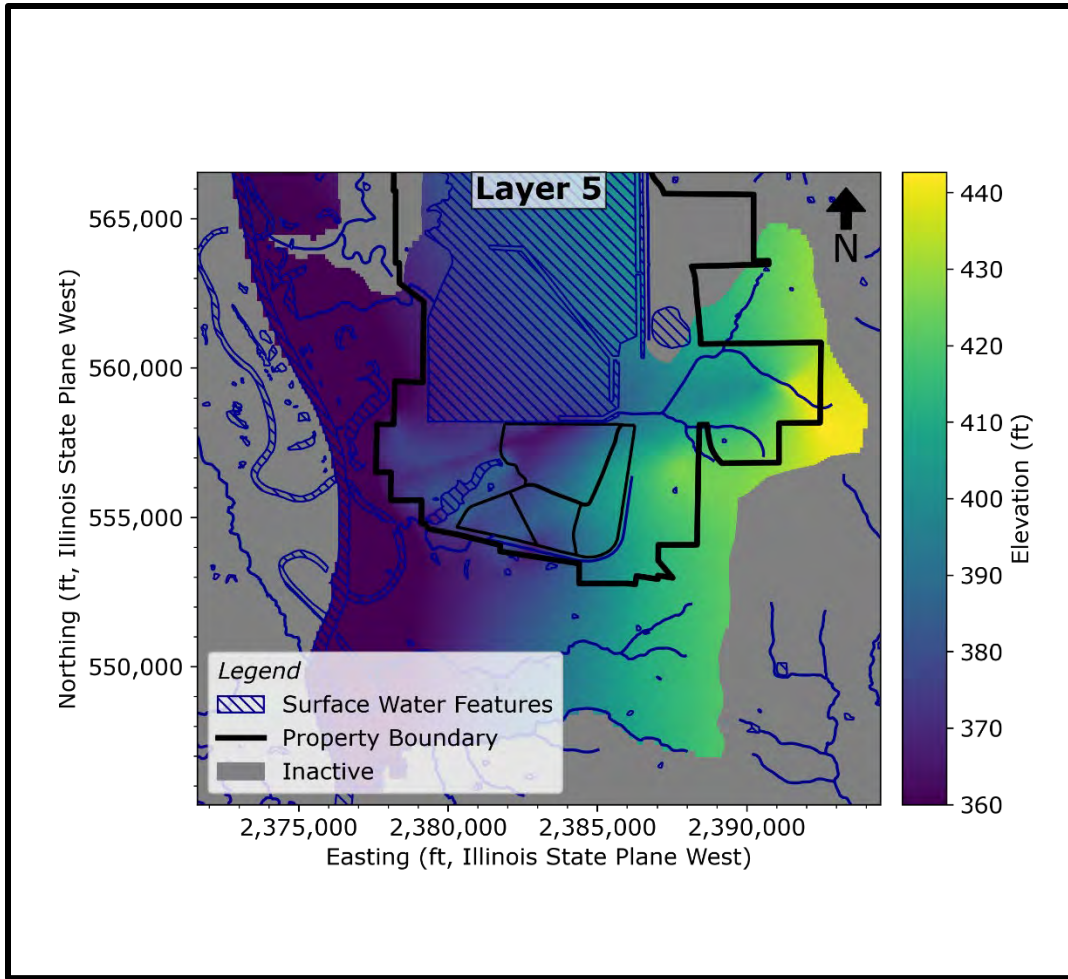 Layer 5
N
565,000
560,000
555,000
550,000
Northing (ft, Illinois State Plane West)
Legend
Surface Water Features
Property Boundary
Inactive
2,375,000
2,380,000
2,385,000
2,390,000
Easting (ft, Illinois State Plane West)
440
430
420
410
400
390
380
370
360
Elevation (ft)